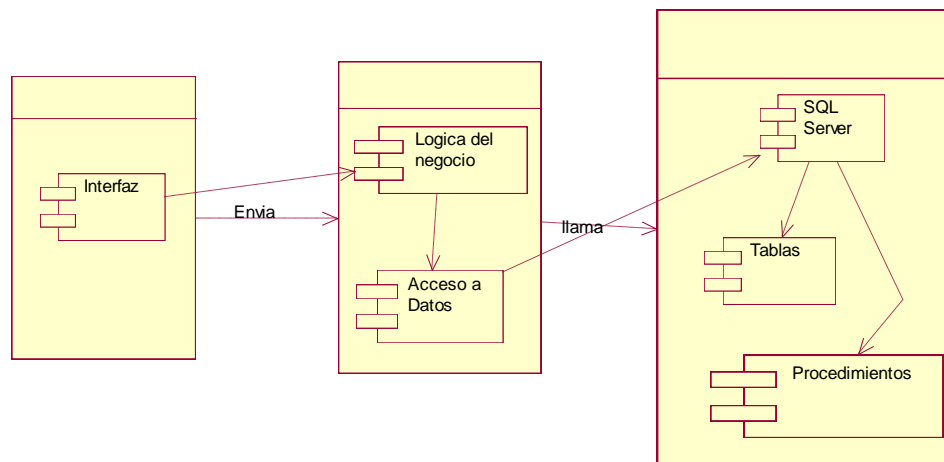 Interfaz
Envia
Logica del
negocio
Acceso a
Datos
llama
SQL
Server
Tablas
Procedimientos